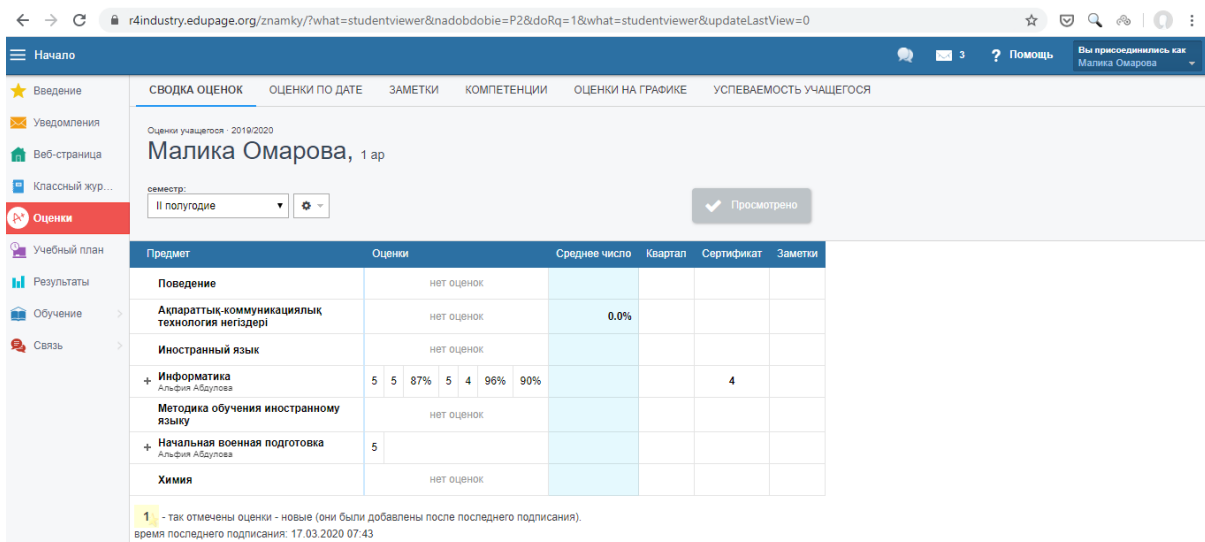 r4industry.edupage.org/znamky/?what=studentviewer&nadobdobie=P2&doRq=1&what=studentviewer&updateLastView=0
Начало
3
? Помощь
Вы присоединились как
Малика Омарова
Введение
Уведомления
Веб-страница
Классный жур...
A+ Оценки
Учебный план
Результаты
Обучение
Связь
СВОДКА ОЦЕНОК ОЦЕНКИ ПО ДАТЕ ЗАМЕТКИ КОМПЕТЕНЦИИ ОЦЕНКИ НА ГРАФИКЕ УСПЕВАЕМОСТЬ УЧАЩЕГОСЯ
Оценки учащегося · 2019/2020
Малика Омарова, 1 ар
семестр:
II полугодие
Просмотрено
Предмет Оценки Среднее число Квартал Сертификат Заметки
Поведение нет оценок
Ақпараттық-коммуникациялық
технология негіздері нет оценок 0.0%
Иностранный язык нет оценок
+ Информатика 5 5 87% 5 4 96% 90% 4
Альфия Абдулова
Методика обучения иностранному
языку нет оценок
+ Начальная военная подготовка 5
Альфия Абдулова
Химия нет оценок
1 - так отмечены оценки - новые (они были добавлены после последнего подписания).
время последнего подписания: 17.03.2020 07:43